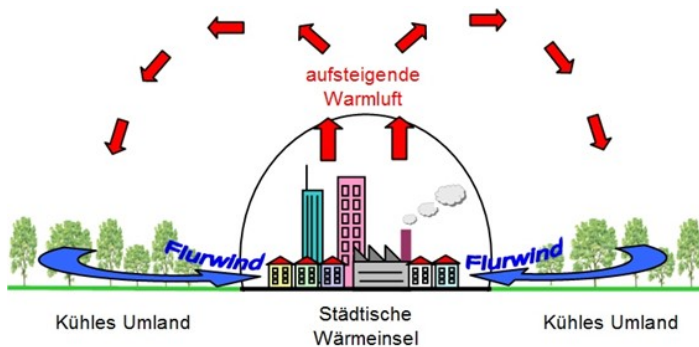 aufsteigende
Warmluft
Flurwind
Flurwind
Kühles Umland
Städtische
Wärmeinsel
Kühles Umland